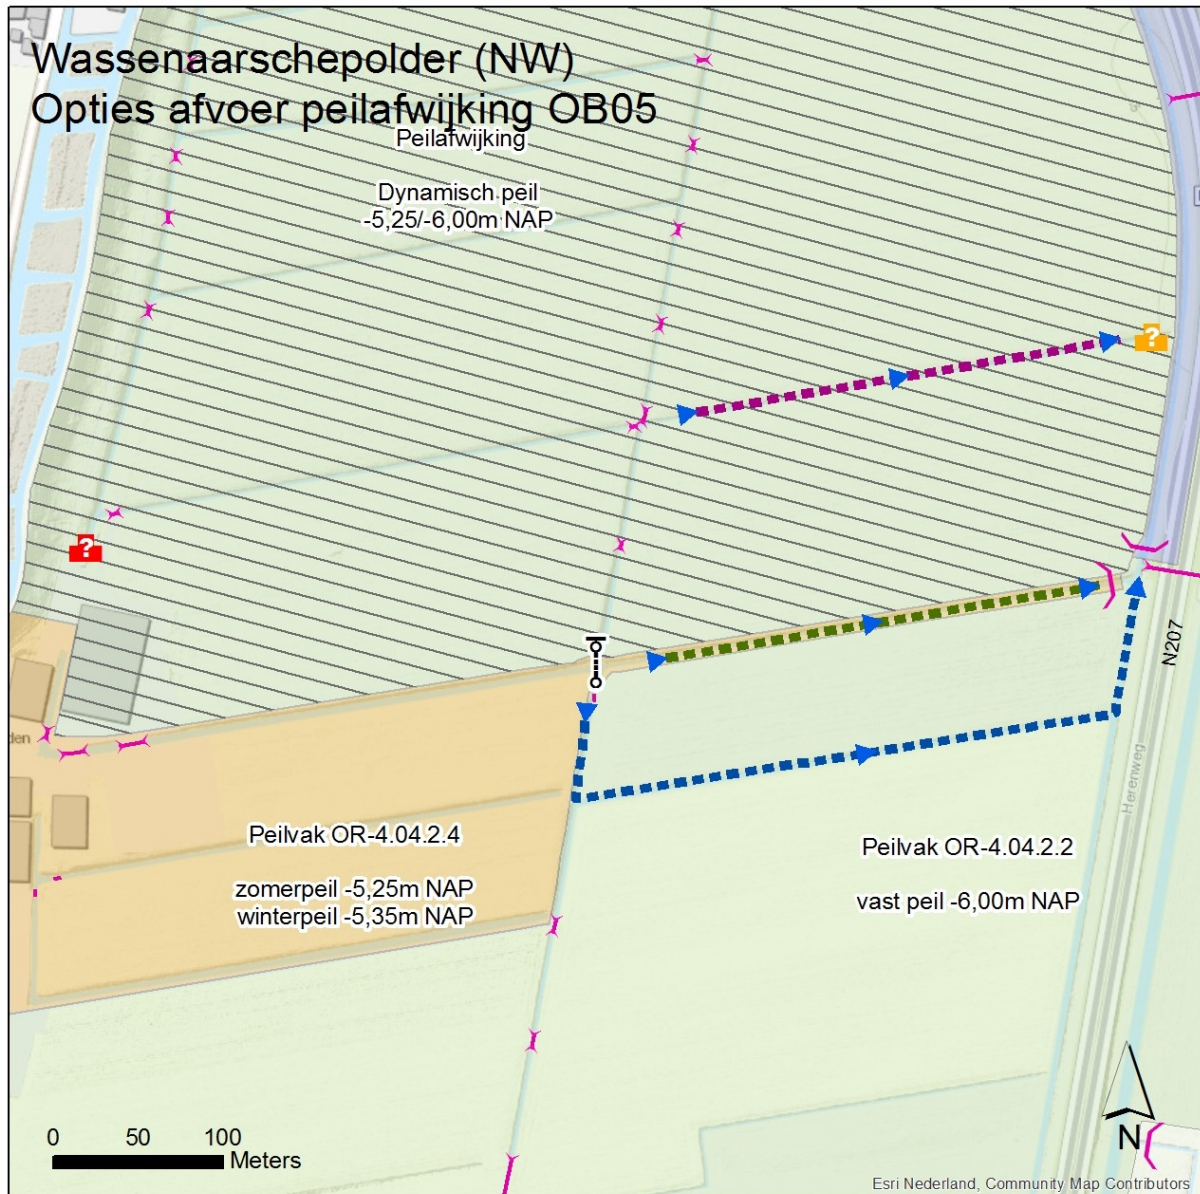 Wassenaarschepolder (NW)
Opties afvoer peilafwijking OB05
Peilafwijking
Dynamisch peil
-5,25/-6,00m NAP
?
?
N207
den
Herenweg
Peilvak OR-4.04.2.4
zomerpeil -5,25m NAP
winterpeil -5,35m NAP
Peilvak OR-4.04.2.2
vast peil -6,00m NAP
0 50 100
Meters
N
Esri Nederland, Community Map Contributors